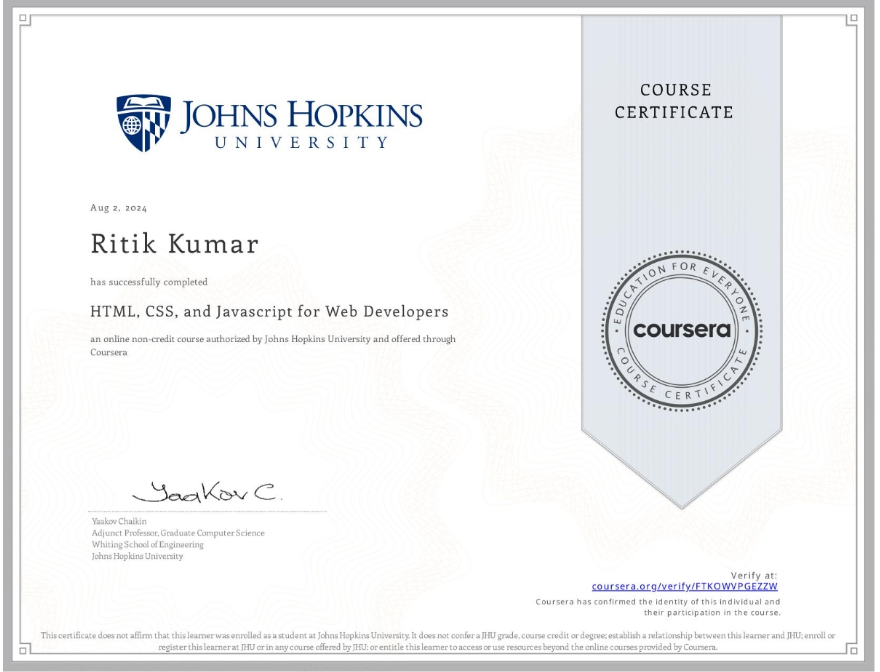 JOHNS HOPKINS
UNIVERSITY
COURSE
CERTIFICATE
Aug 2, 2024
Ritik Kumar
has successfully completed
HTML, CSS, and Javascript for Web Developers
an online non-credit course authorized by Johns Hopkins University and offered through
Coursera
EDUCATION FOR EVERYONE
coursera
COURSE CERTIFICATE
Yaakov C.
Yaakov Chaikin
Adjunct Professor, Graduate Computer Science
Whiting School of Engineering
Johns Hopkins University
Verify at:
coursera.org/verify/FTKOWVPGEZZW
Coursera has confirmed the identity of this individual and
their participation in the course.
This certificate does not affirm that this learner was enrolled as a student at Johns Hopkins University. It does not confer a JHU grade, course credit or degree; establish a relationship between this learner and JHU; enroll or
register this learner at JHU or in any course offered by JHU; or entitle this learner to access or use resources beyond the online courses provided by Coursera.